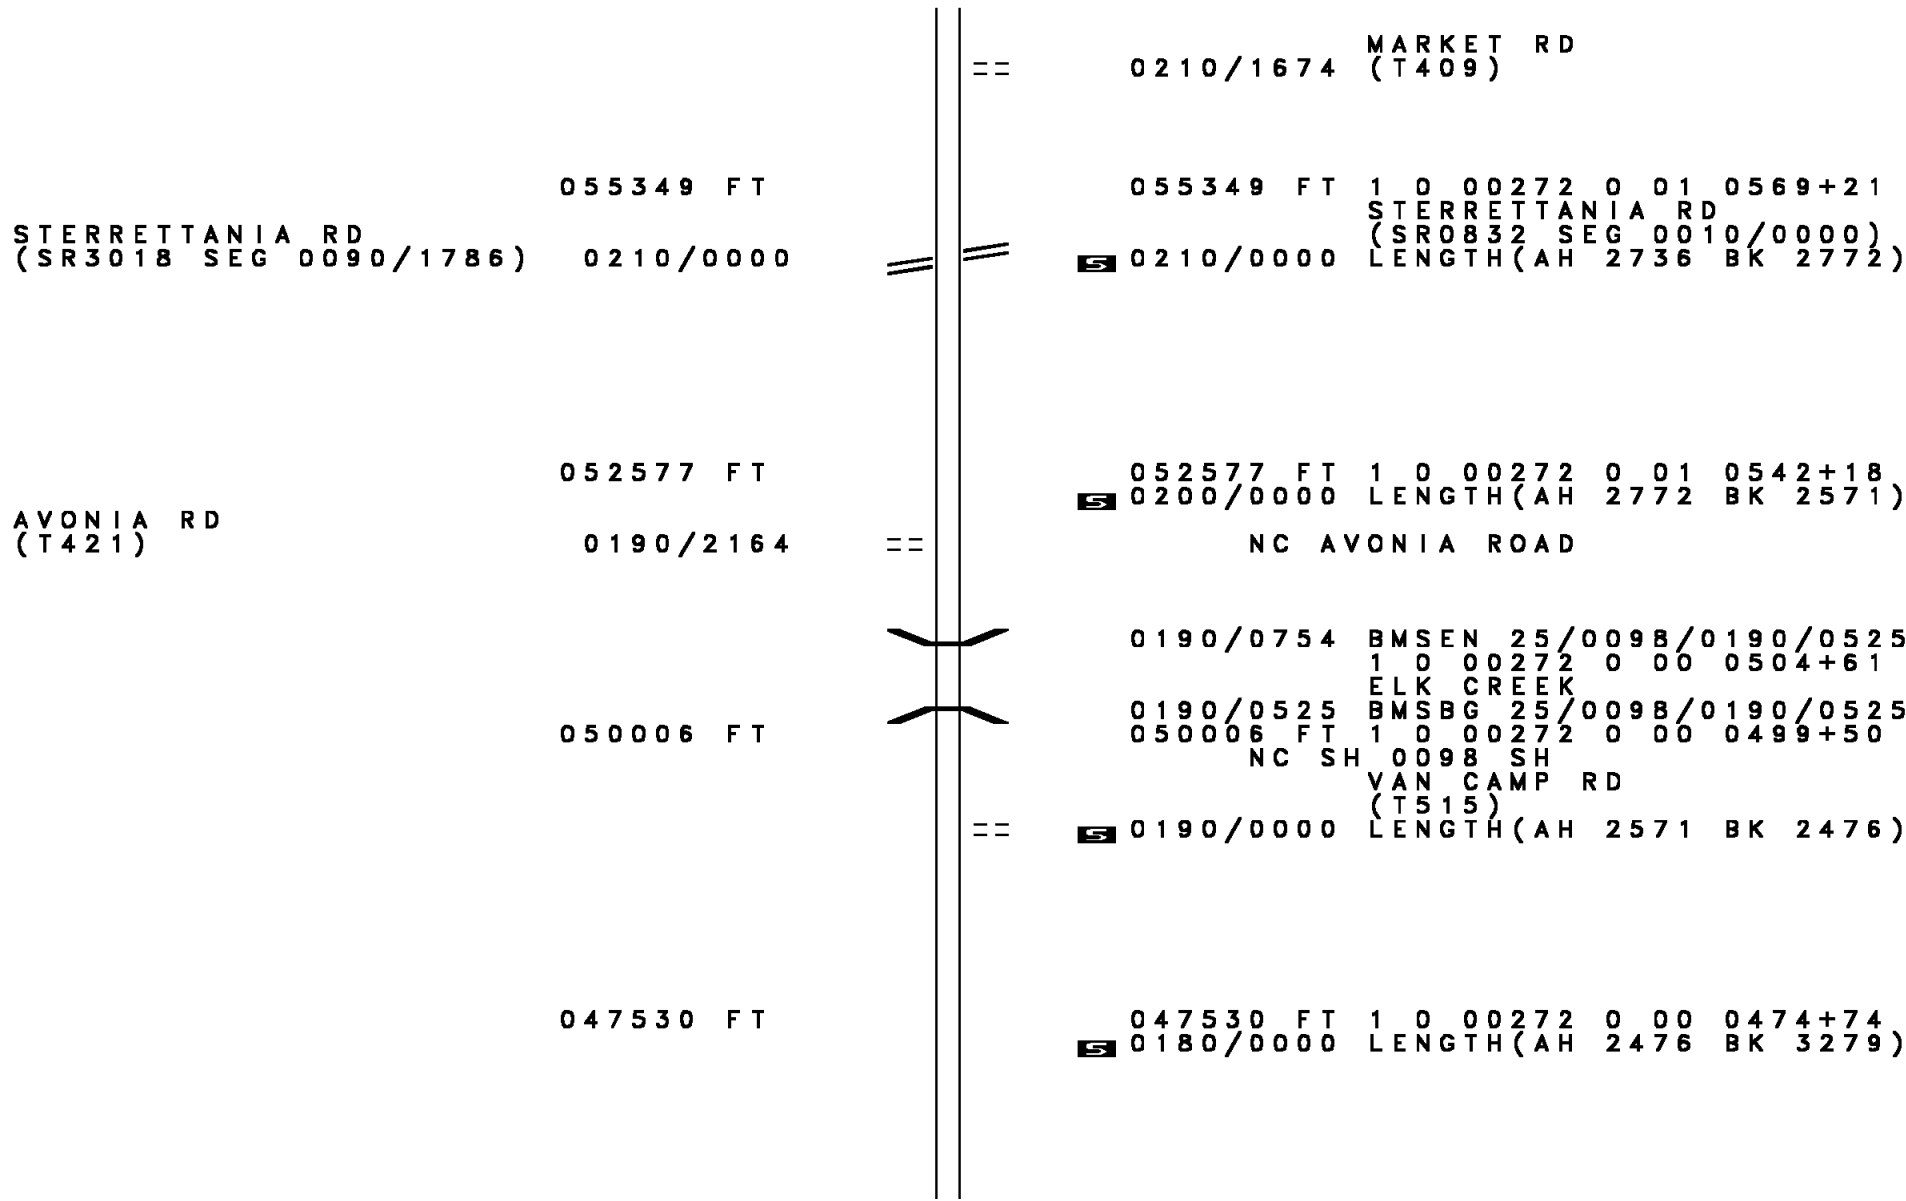 MARKET RD
== 0210/1674 (T409)
055349 FT 055349 FT 1 0 00272 0 01 0569+21
STERRETTANIA RD
STERRETTANIA RD (SR0832 SEG 0010/0000)
(SR3018 SEG 0090/1786) 0210/0000 S 0210/0000 LENGTH(AH 2736 BK 2772)
052577 FT 052577 FT 1 0 00272 0 01 0542+18
S 0200/0000 LENGTH(AH 2772 BK 2571)
AVONIA RD
(T421) 0190/2164 == NC AVONIA ROAD
0190/0754 BMSEN 25/0098/0190/0525
1 0 00272 0 00 0504+61
ELK CREEK
0190/0525 BMSBG 25/0098/0190/0525
050006 FT 050006 FT 1 0 00272 0 00 0499+50
NC SH 0098 SH
VAN CAMP RD
(T515)
== S 0190/0000 LENGTH(AH 2571 BK 2476)
047530 FT 047530 FT 1 0 00272 0 00 0474+74
S 0180/0000 LENGTH(AH 2476 BK 3279)